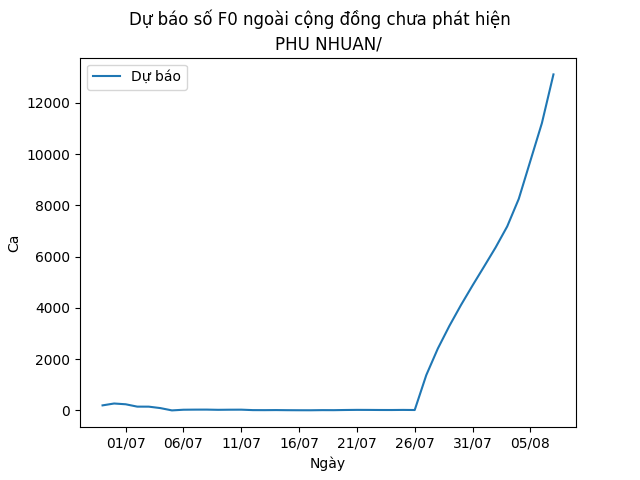 Dự báo số F0 ngoài cộng đồng chưa phát hiện
PHU NHUAN/
Dự báo
12000
10000
8000
6000
4000
2000
0
Ca
01/07 06/07 11/07 16/07 21/07 26/07 31/07 05/08
Ngày